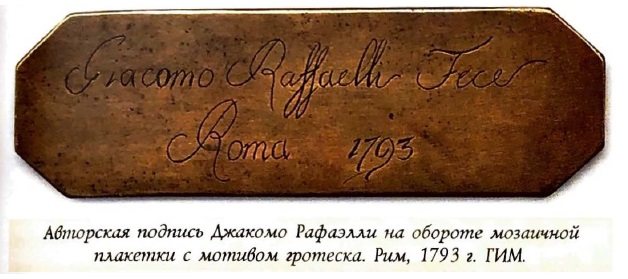 Giacomo Raffaelli Fece
Roma 1793
Авторская подпись Джакомо Рафаэлли на обороте мозаичной
плакетки с мотивом гротеска. Рим, 1793 г. ГИМ.